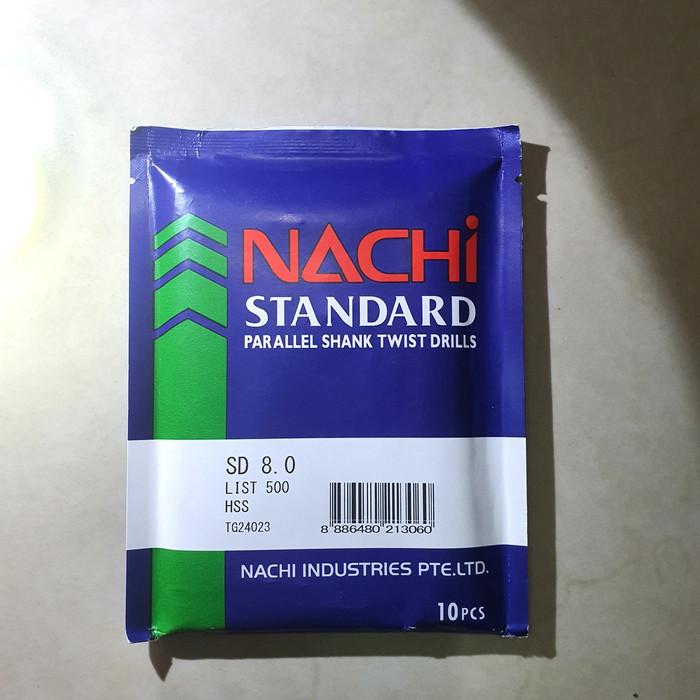 NACHi
STANDARD
PARALLEL SHANK TWIST DRILLS
SD 8.0
LIST 500
HSS
TG24023
8 886480 213060
NACHI INDUSTRIES PTE.LTD.
10PCS